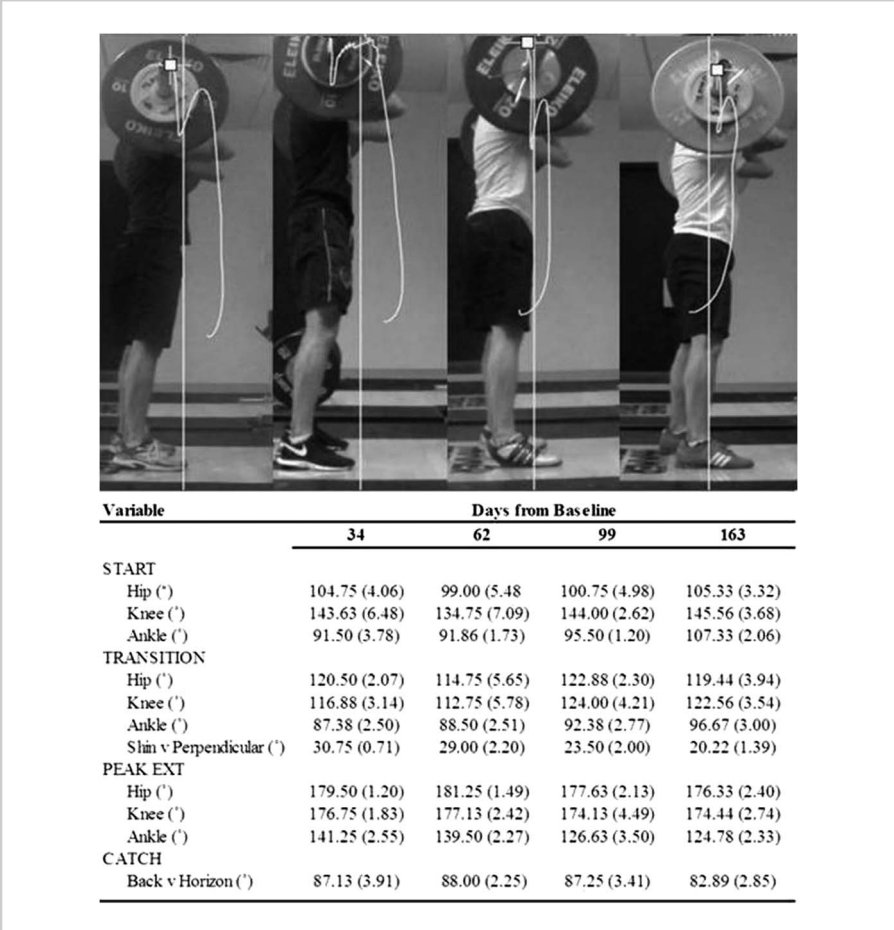 ELEIKO
10
ELEIKO
ELEIKO
ELEIKO
ELEIKO
20
Variable Days from Baseline
34 62 99 163
START
Hip (°) 104.75 (4.06) 99.00 (5.48 100.75 (4.98) 105.33 (3.32)
Knee (°) 143.63 (6.48) 134.75 (7.09) 144.00 (2.62) 145.56 (3.68)
Ankle (°) 91.50 (3.78) 91.86 (1.73) 95.50 (1.20) 107.33 (2.06)
TRANSITION
Hip (°) 120.50 (2.07) 114.75 (5.65) 122.88 (2.30) 119.44 (3.94)
Knee (°) 116.88 (3.14) 112.75 (5.78) 124.00 (4.21) 122.56 (3.54)
Ankle (°) 87.38 (2.50) 88.50 (2.51) 92.38 (2.77) 96.67 (3.00)
Shin v Perpendicular (°) 30.75 (0.71) 29.00 (2.20) 23.50 (2.00) 20.22 (1.39)
PEAK EXT
Hip (°) 179.50 (1.20) 181.25 (1.49) 177.63 (2.13) 176.33 (2.40)
Knee (°) 176.75 (1.83) 177.13 (2.42) 174.13 (4.49) 174.44 (2.74)
Ankle (°) 141.25 (2.55) 139.50 (2.27) 126.63 (3.50) 124.78 (2.33)
CATCH
Back v Horizon (°) 87.13 (3.91) 88.00 (2.25) 87.25 (3.41) 82.89 (2.85)